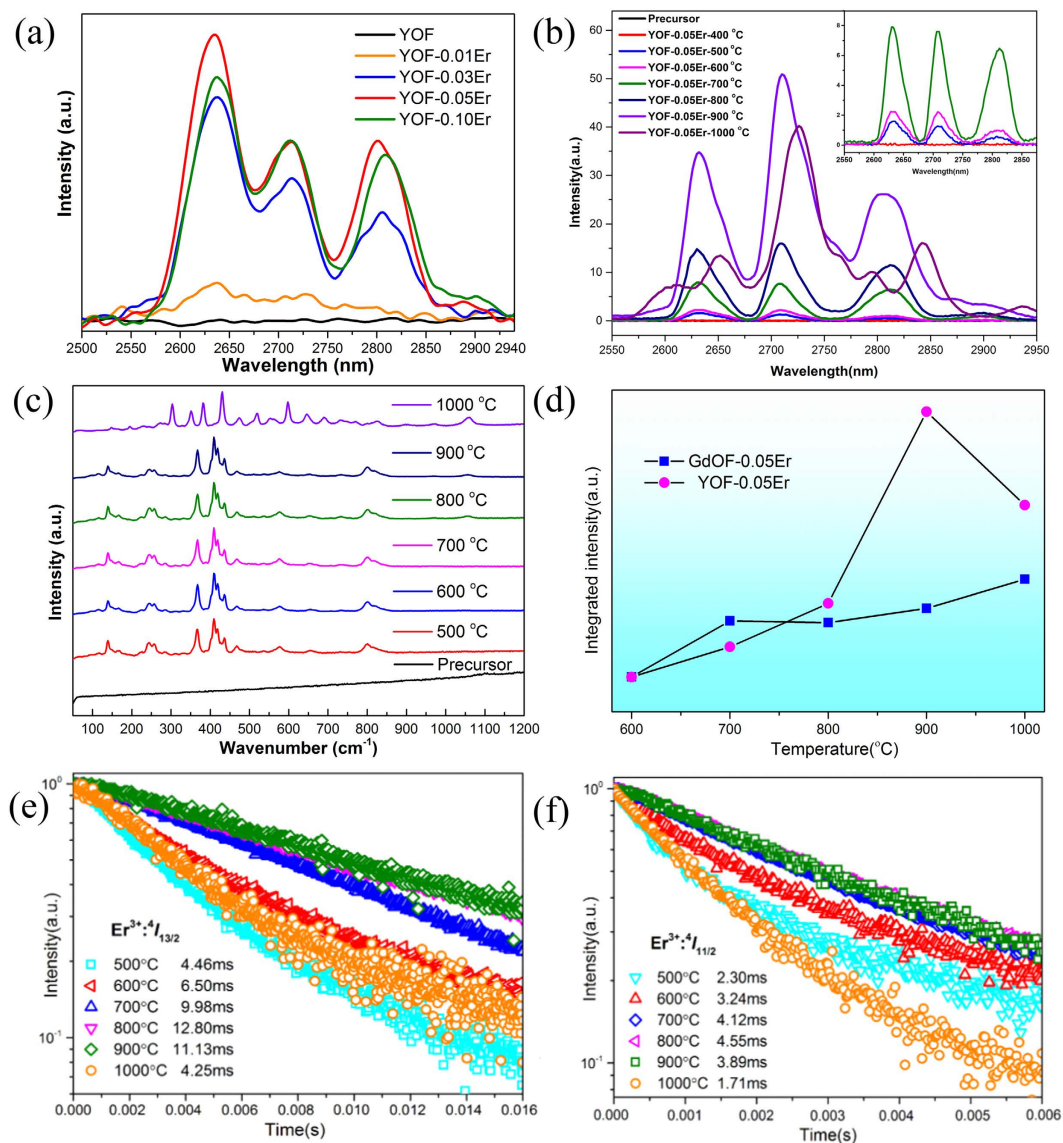 (a)
YOF
YOF-0.01Er
YOF-0.03Er
YOF-0.05Er
YOF-0.10Er
Intensity (a.u.)
2500 2550 2600 2650 2700 2750 2800 2850 2900 2940
Wavelength (nm)
(b)
Precursor
YOF-0.05Er-400 °C
YOF-0.05Er-500 °C
YOF-0.05Er-600 °C
YOF-0.05Er-700 °C
YOF-0.05Er-800 °C
YOF-0.05Er-900 °C
YOF-0.05Er-1000 °C
Intensity(a.u.)
60
50
40
30
20
10
0
2550 2600 2650 2700 2750 2800 2850 2900 2950
Wavelength(nm)
Intensity(a.u.)
8
6
4
2
0
2550 2600 2650 2700 2750 2800 2850
Wavelength(nm)
(c)
1000 °C
900 °C
800 °C
700 °C
600 °C
500 °C
Precursor
Intensity (a.u.)
100 200 300 400 500 600 700 800 900 1000 1100 1200
Wavenumber (cm-1)
(d)
GdOF-0.05Er
YOF-0.05Er
Integrated intensity(a.u.)
600 700 800 900 1000
Temperature(°C)
(e)
10⁰
10⁻¹
Intensity(a.u.)
Er³⁺:⁴I13/2
500°C 4.46ms
600°C 6.50ms
700°C 9.98ms
800°C 12.80ms
900°C 11.13ms
1000°C 4.25ms
0.000 0.002 0.004 0.006 0.008 0.010 0.012 0.014 0.016
Time(s)
(f)
10⁰
10⁻¹
Intensity(a.u.)
Er³⁺:⁴I11/2
500°C 2.30ms
600°C 3.24ms
700°C 4.12ms
800°C 4.55ms
900°C 3.89ms
1000°C 1.71ms
0.000 0.001 0.002 0.003 0.004 0.005 0.006
Time(s)